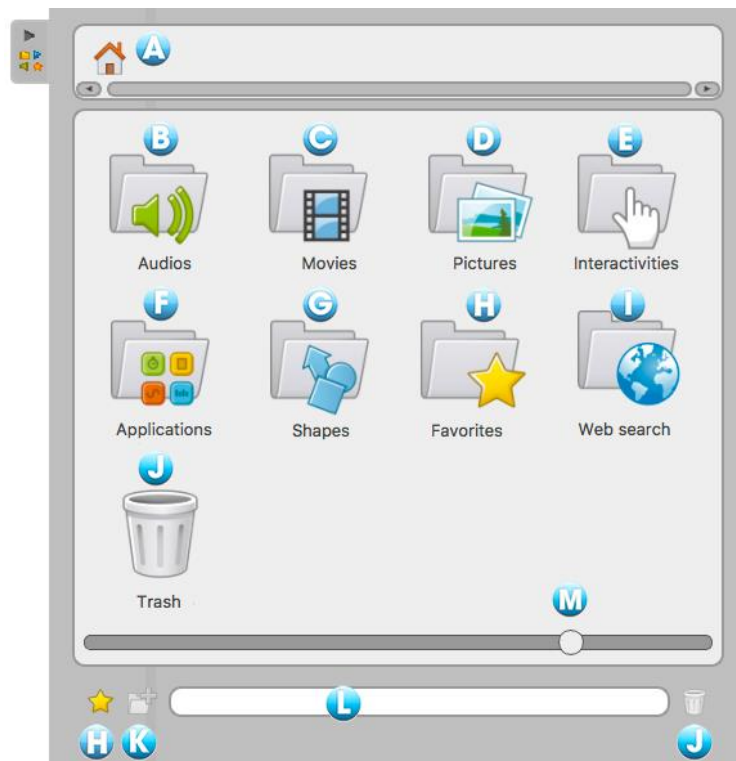 A
B C D E
Audios Movies Pictures Interactivities
F G H I
Applications Shapes Favorites Web search
J
Trash
M
H K L J